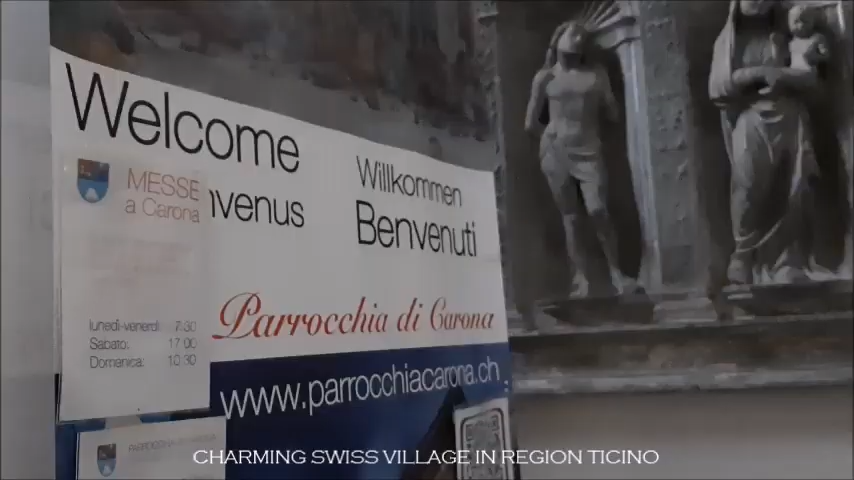 Welcome
nvenus
Willkommen
Benvenuti
MESSE
a Carona
lunedì-venerdì: 7:30
Sabato: 17:00
Domenica: 10:30
Parrocchia di Carona
www.parrocchiacarona.ch
CHARMING SWISS VILLAGE IN REGION TICINO